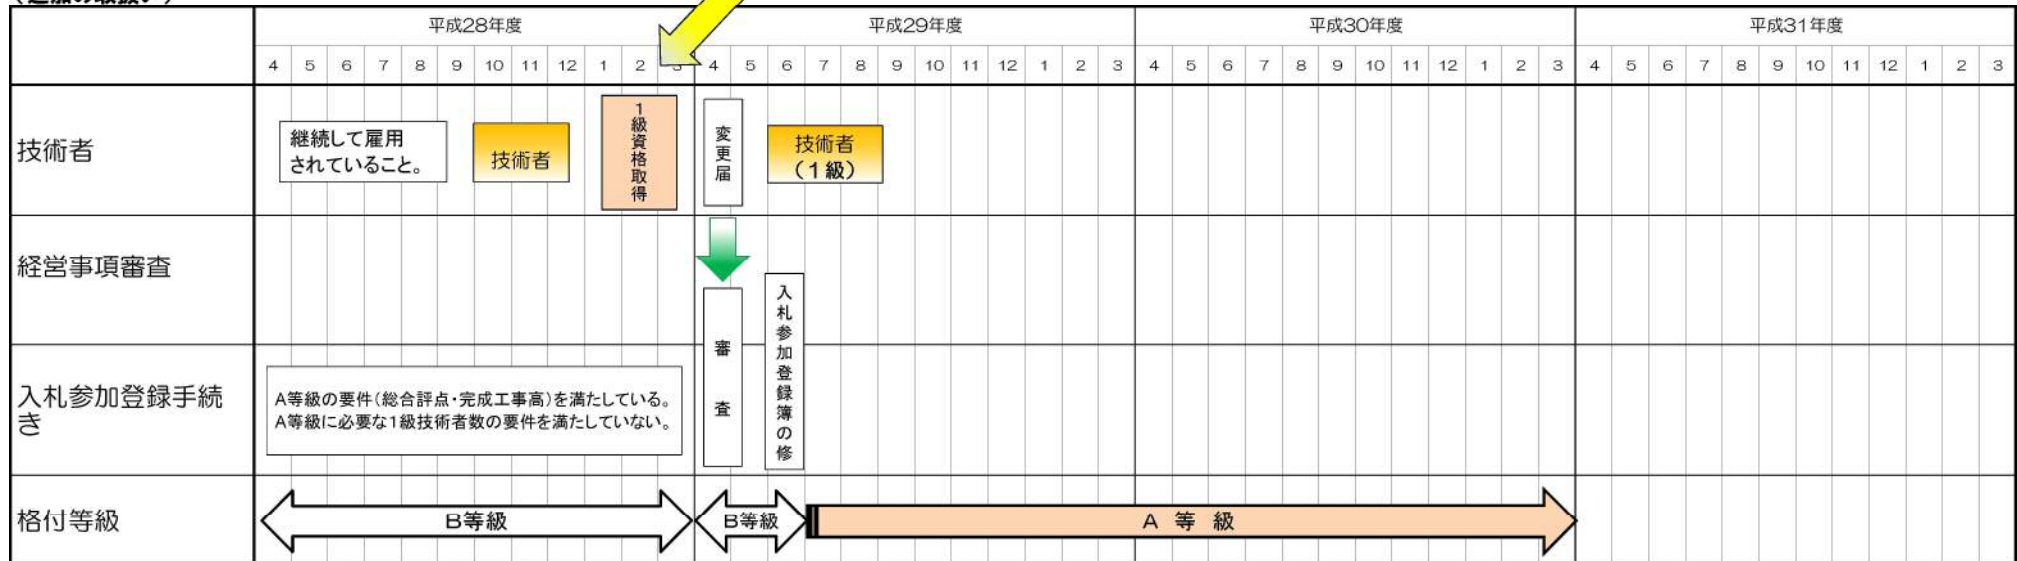 （追加の取扱い）
平成28年度 平成29年度 平成30年度 平成31年度
4 5 6 7 8 9 10 11 12 1 2 3 4 5 6 7 8 9 10 11 12 1 2 3 4 5 6 7 8 9 10 11 12 1 2 3 4 5 6 7 8 9 10 11 12 1 2 3
技術者
継続して雇用
されていること。
技術者
1級資格取得
変更届
技術者
（1級）
経営事項審査
審査
入札参加登録簿の修
入札参加登録手続
き
A等級の要件（総合評点・完成工事高）を満たしている。
A等級に必要な1級技術者数の要件を満たしていない。
格付等級
B等級
B等級
A 等 級